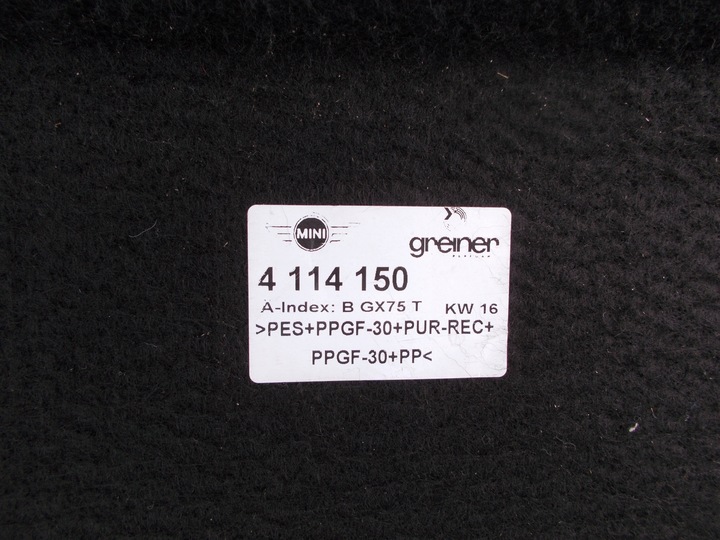 MINI
greiner
4 114 150
A-Index: B GX75 T KW 16
>PES+PPGF-30+PUR-REC+
PPGF-30+PP<